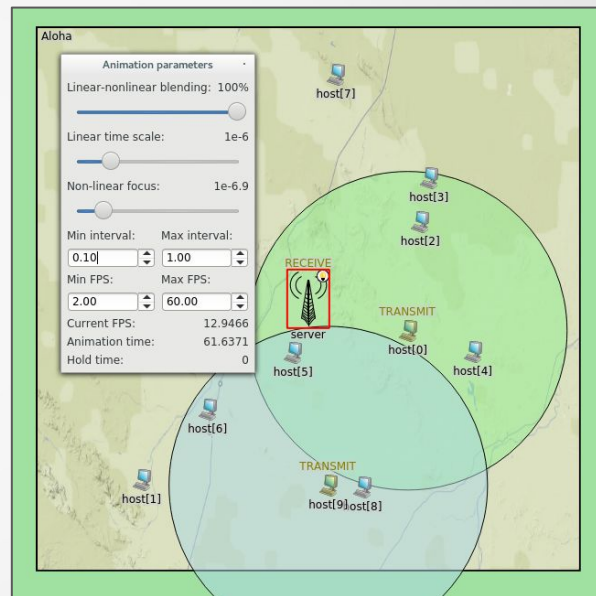 Aloha
Animation parameters
Linear-nonlinear blending: 100%
Linear time scale: 1e-6
Non-linear focus: 1e-6.9
Min interval: Max interval:
0.10 1.00
Min FPS: Max FPS:
2.00 60.00
Current FPS: 12.9466
Animation time: 61.6371
Hold time: 0
host[7]
host[3]
host[2]
RECEIVE
server
TRANSMIT
host[0]
host[4]
host[5]
host[6]
host[1]
TRANSMIT
host[9]
host[8]